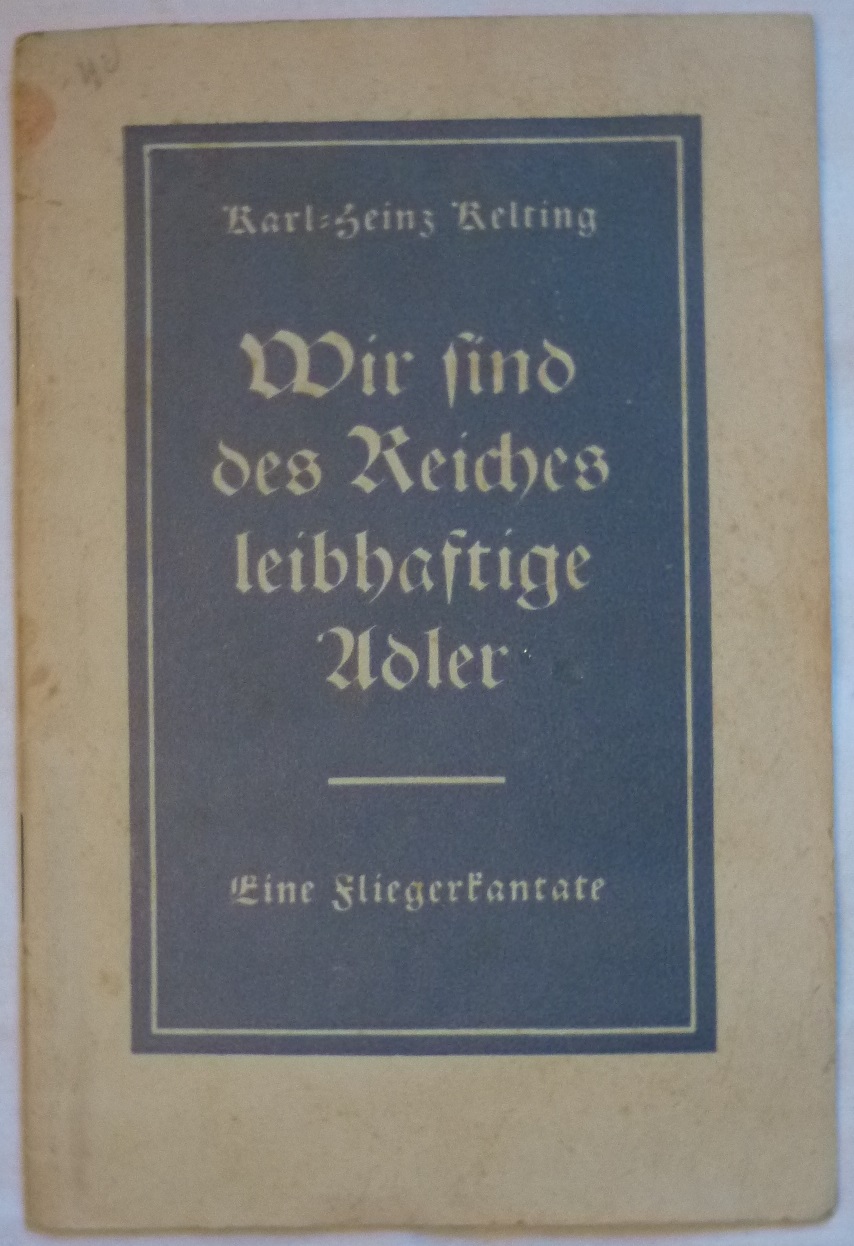 Karl-Heinz Kelting
Wir sind
des Reiches
leibhaftige
Adler
Eine Fliegerkantate